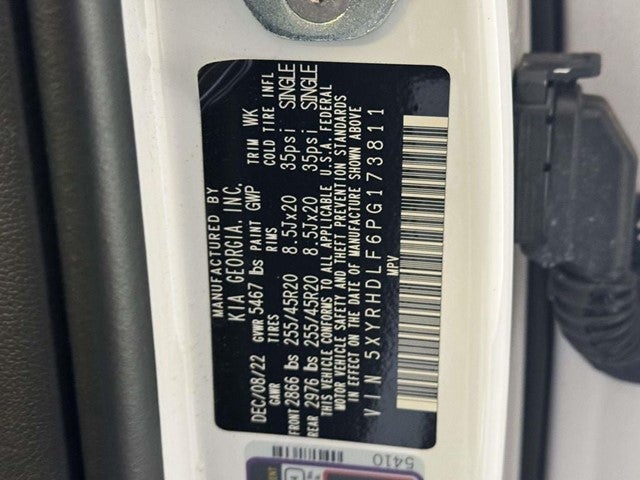 MANUFACTURED BY
KIA GEORGIA, INC.
DEC/08/22 GVWR 5467 lbs PAINT GWP TRIM WK
GAWR TIRES RIMS COLD TIRE INFL
FRONT 2866 lbs 255/45R20 8.5Jx20 35psi SINGLE
REAR 2976 lbs 255/45R20 8.5Jx20 35psi SINGLE
THIS VEHICLE CONFORMS TO ALL APPLICABLE U.S.A. FEDERAL
MOTOR VEHICLE SAFETY AND THEFT PREVENTION STANDARDS
IN EFFECT ON THE DATE OF MANUFACTURE SHOWN ABOVE
MPV
VIN 5XYRHDLF6PG173811
5410